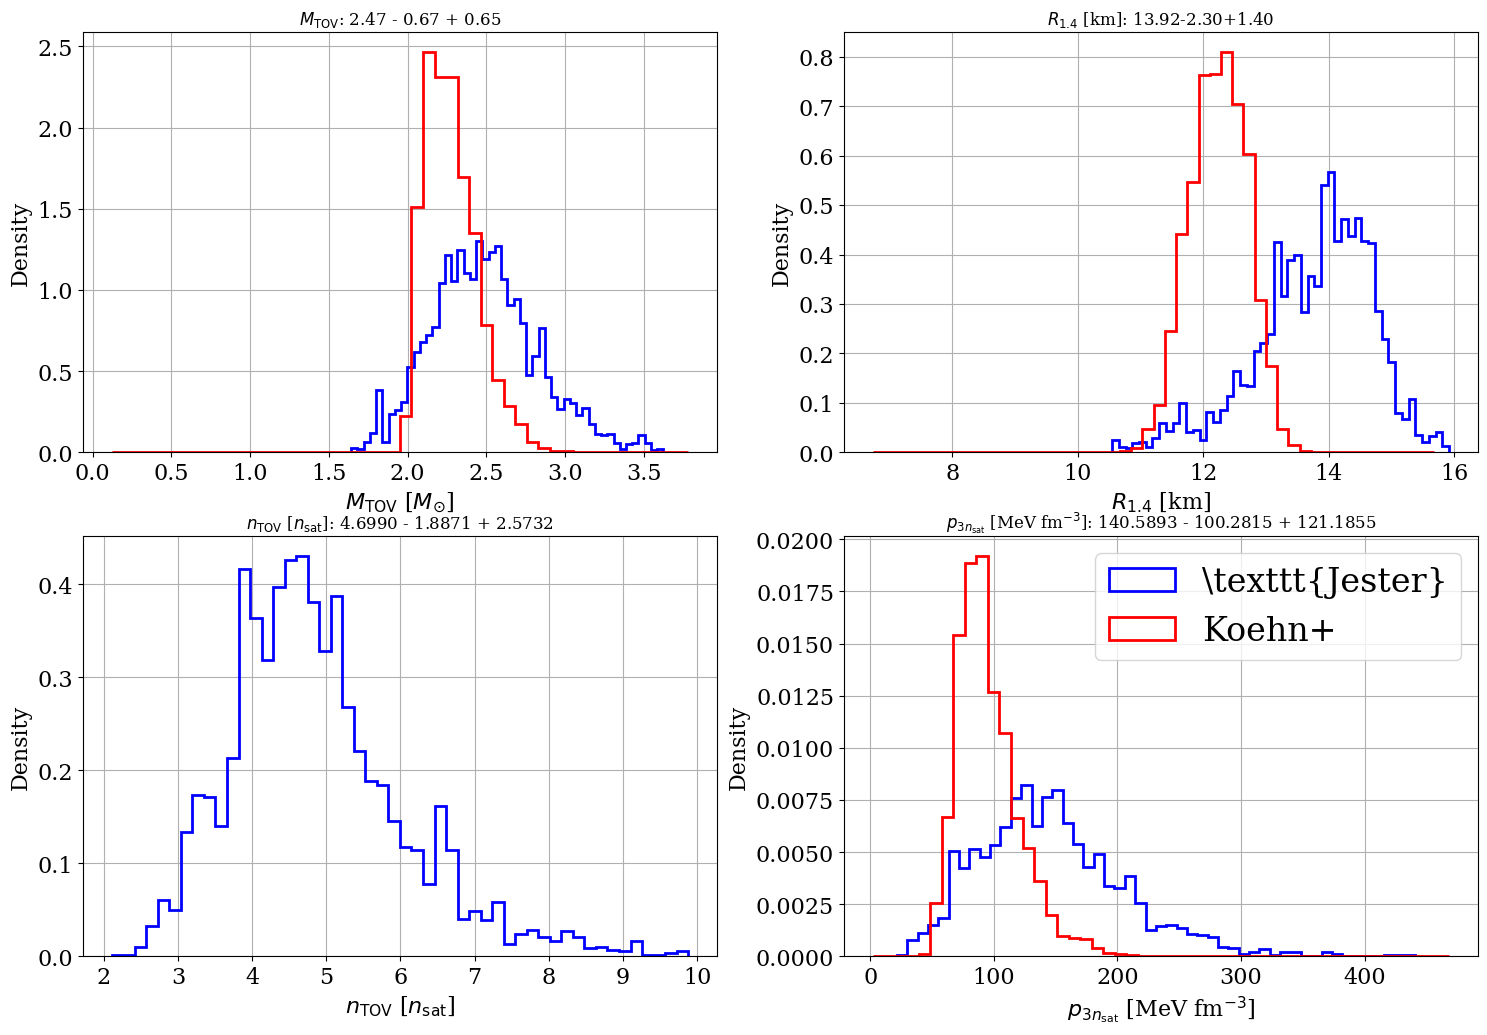 M_TOV: 2.47 - 0.67 + 0.65
2.5
2.0
1.5
1.0
0.5
0.0
Density
0.0 0.5 1.0 1.5 2.0 2.5 3.0 3.5
M_TOV [M_⊙]
R_1.4 [km]: 13.92-2.30+1.40
0.8
0.7
0.6
0.5
0.4
0.3
0.2
0.1
0.0
Density
8 10 12 14 16
R_1.4 [km]
n_TOV [n_sat]: 4.6990 - 1.8871 + 2.5732
0.4
0.3
0.2
0.1
0.0
Density
2 3 4 5 6 7 8 9 10
n_TOV [n_sat]
p_3n_sat [MeV fm^−3]: 140.5893 - 100.2815 + 121.1855
0.0200
0.0175
0.0150
0.0125
0.0100
0.0075
0.0050
0.0025
0.0000
Density
\texttt{Jester}
Koehn+
0 100 200 300 400
p_3n_sat [MeV fm^−3]